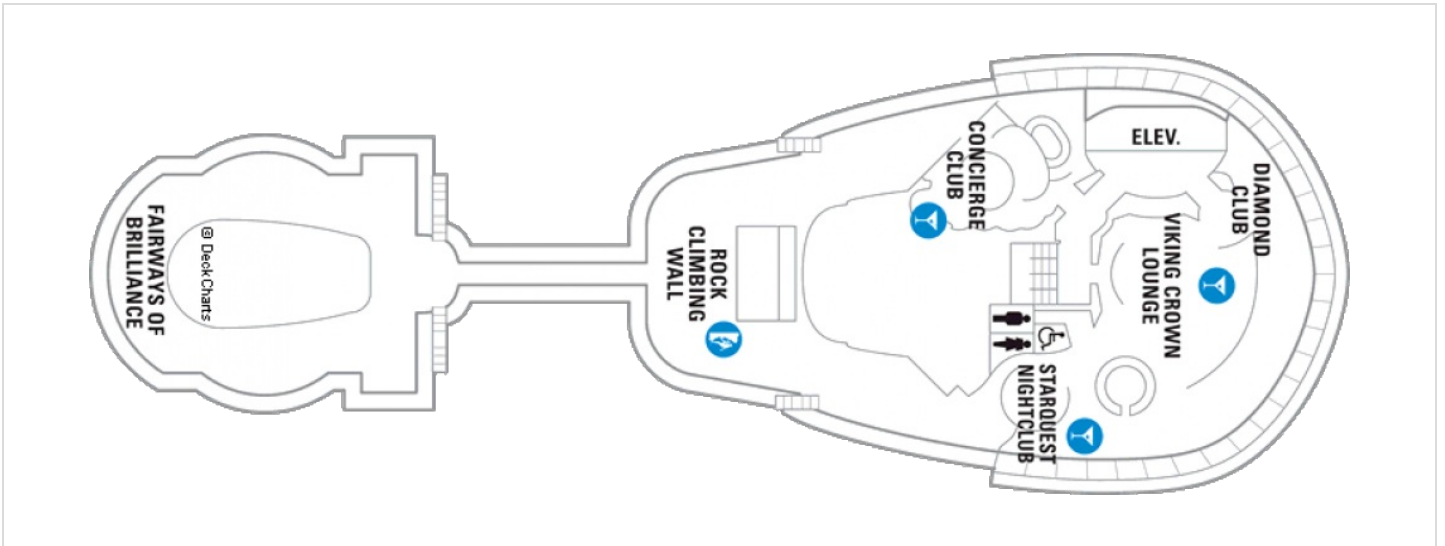 FAIRWAYS OF
BRILLIANCE
© DeckCharts
ROCK
CLIMBING
WALL
CONCIERGE
CLUB
ELEV.
DIAMOND
CLUB
VIKING CROWN
LOUNGE
STARQUEST
NIGHTCLUB